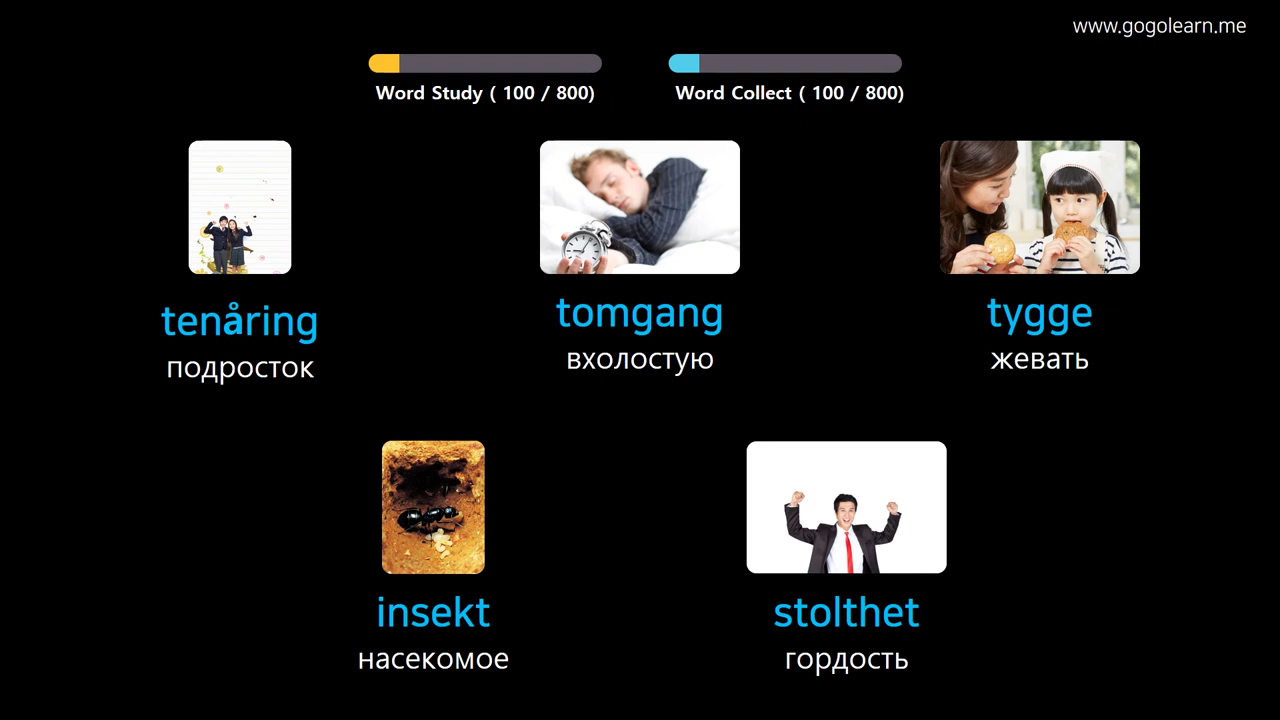 www.gogolearn.me
Word Study ( 100 / 800)
Word Collect ( 100 / 800)
tenåring
подросток
tomgang
вхолостую
tygge
жевать
insekt
насекомое
stolthet
гордость